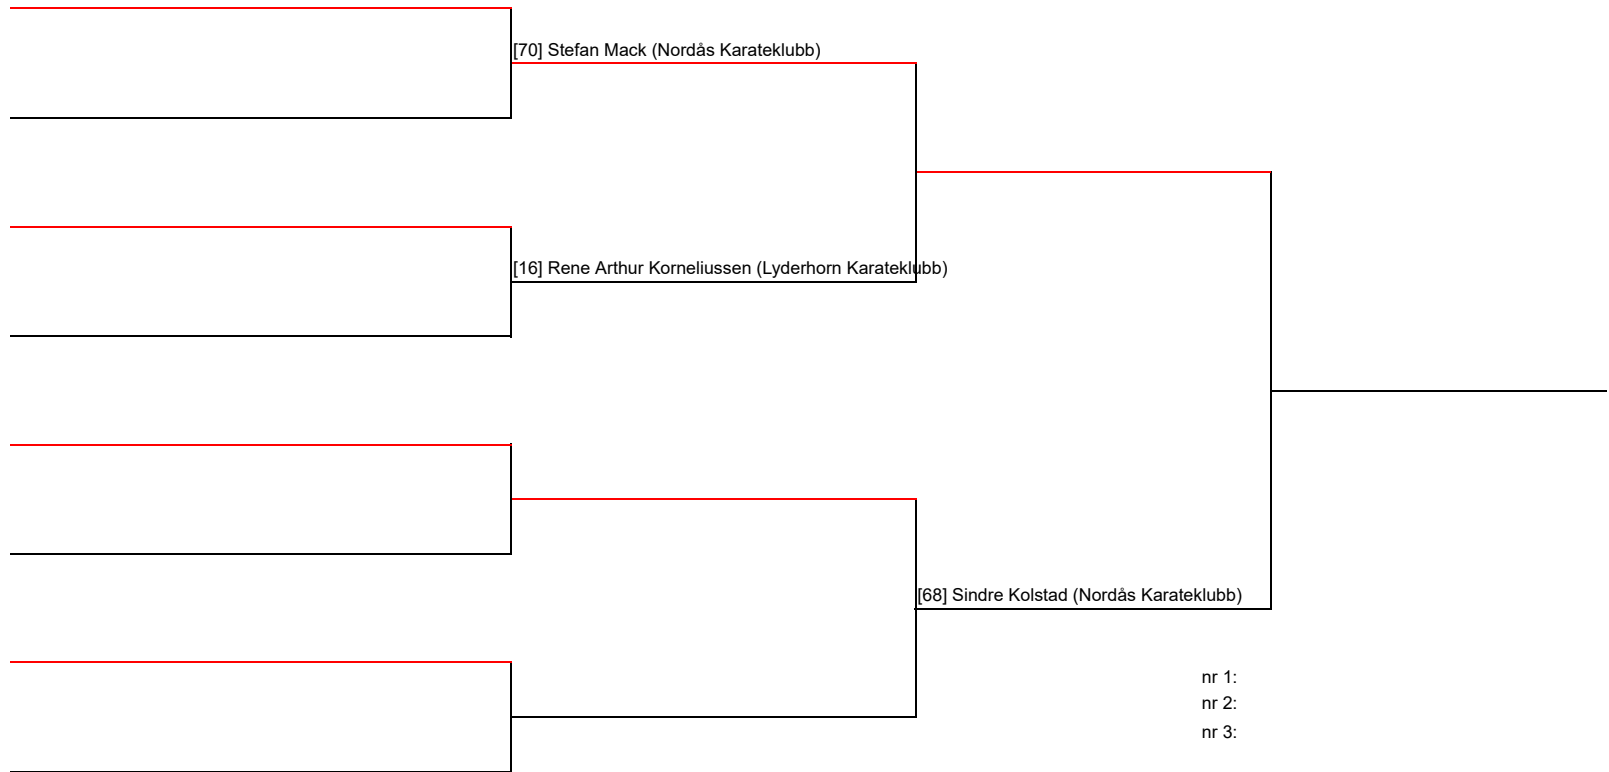 [70] Stefan Mack (Nordås Karateklubb)
[16] Rene Arthur Korneliussen (Lyderhorn Karateklubb)
[68] Sindre Kolstad (Nordås Karateklubb)
nr 1:
nr 2:
nr 3: